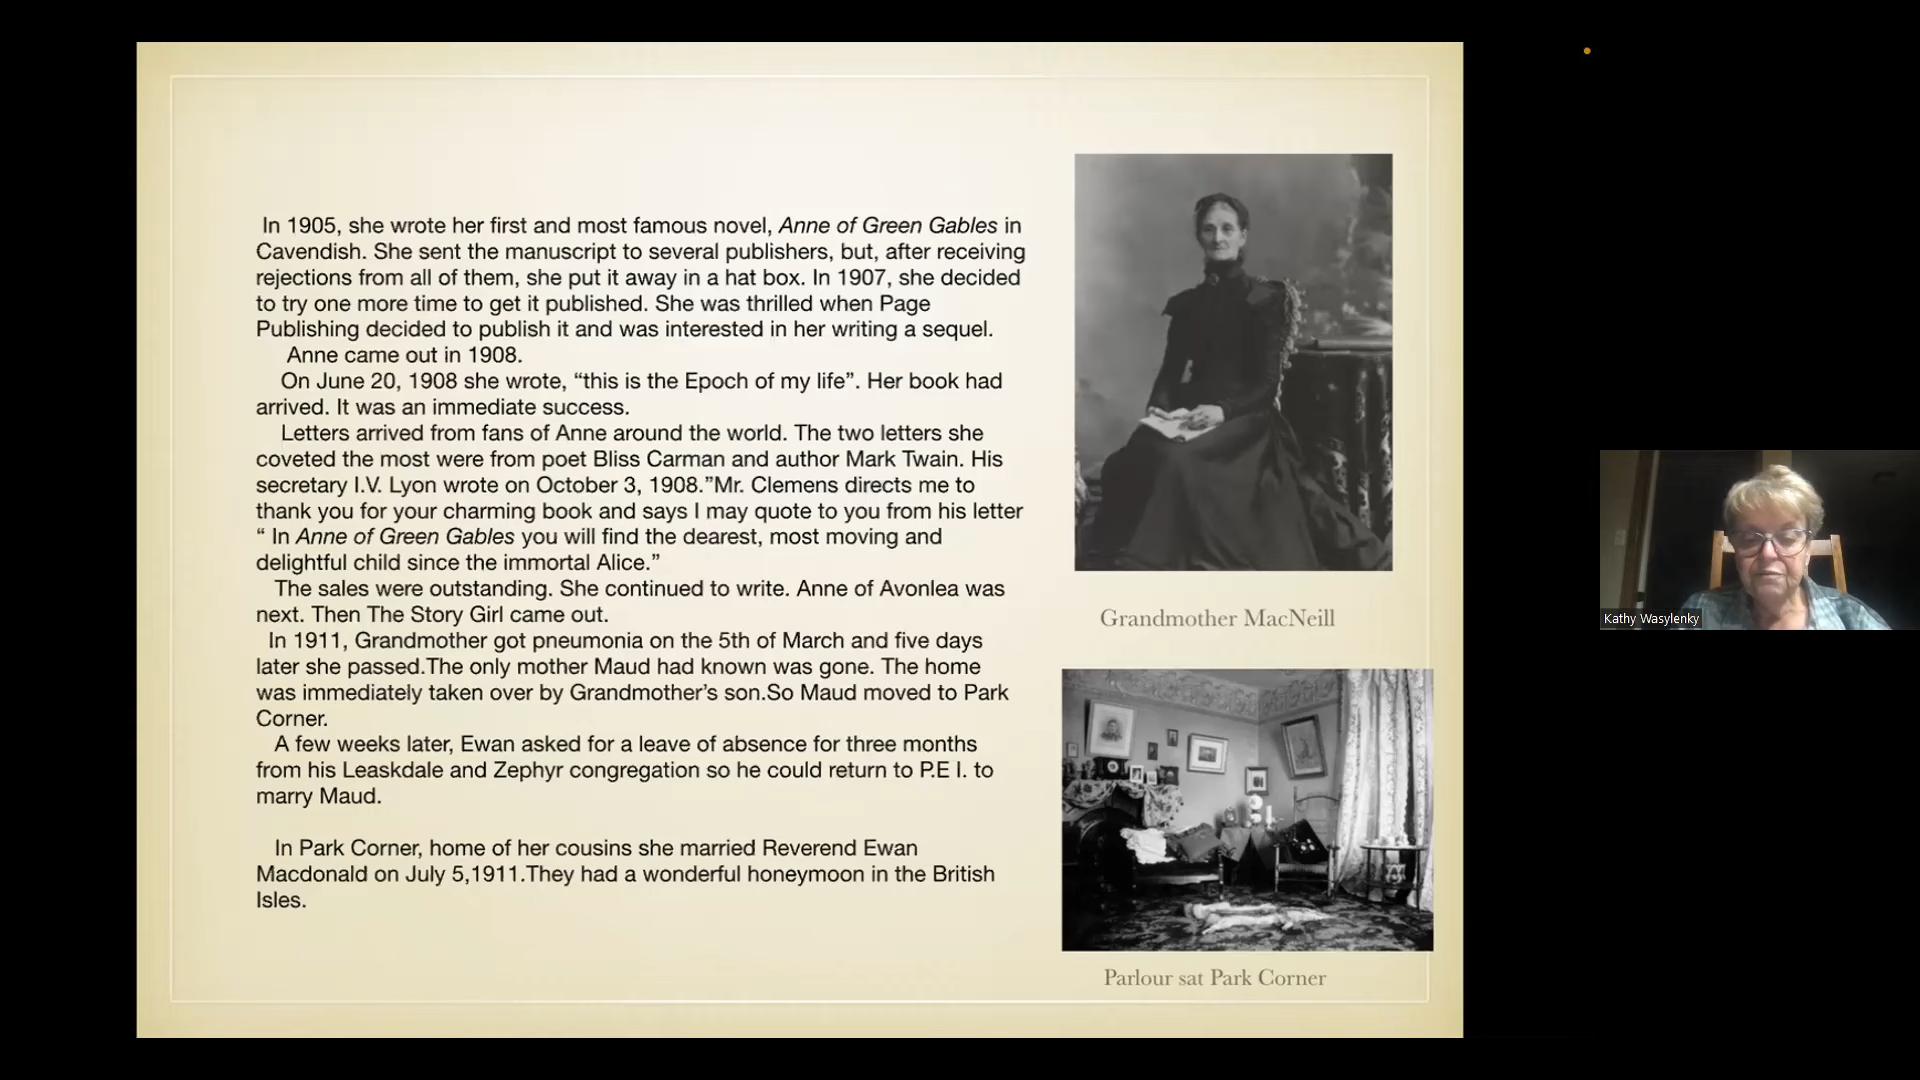 In 1905, she wrote her first and most famous novel, Anne of Green Gables in
Cavendish. She sent the manuscript to several publishers, but, after receiving
rejections from all of them, she put it away in a hat box. In 1907, she decided
to try one more time to get it published. She was thrilled when Page
Publishing decided to publish it and was interested in her writing a sequel.
Anne came out in 1908.
On June 20, 1908 she wrote, “this is the Epoch of my life”. Her book had
arrived. It was an immediate success.
Letters arrived from fans of Anne around the world. The two letters she
coveted the most were from poet Bliss Carman and author Mark Twain. His
secretary I.V. Lyon wrote on October 3, 1908.”Mr. Clemens directs me to
thank you for your charming book and says I may quote to you from his letter
“ In Anne of Green Gables you will find the dearest, most moving and
delightful child since the immortal Alice.”
The sales were outstanding. She continued to write. Anne of Avonlea was
next. Then The Story Girl came out.
In 1911, Grandmother got pneumonia on the 5th of March and five days
later she passed.The only mother Maud had known was gone. The home
was immediately taken over by Grandmother’s son.So Maud moved to Park
Corner.
A few weeks later, Ewan asked for a leave of absence for three months
from his Leaskdale and Zephyr congregation so he could return to P.E I. to
marry Maud.
In Park Corner, home of her cousins she married Reverend Ewan
Macdonald on July 5,1911.They had a wonderful honeymoon in the British
Isles.
Grandmother MacNeill
Parlour sat Park Corner
Kathy Wasylenky